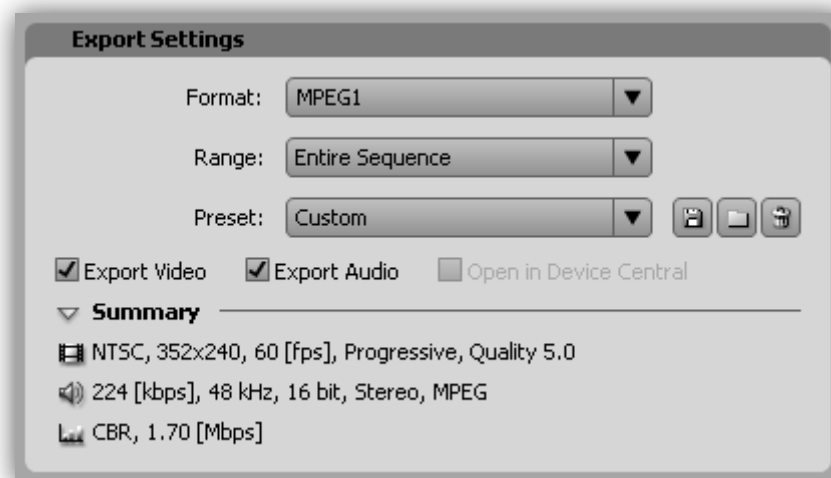 Export Settings
Format: MPEG1
Range: Entire Sequence
Preset: Custom
Export Video Export Audio Open in Device Central
Summary
NTSC, 352x240, 60 [fps], Progressive, Quality 5.0
224 [kbps], 48 kHz, 16 bit, Stereo, MPEG
CBR, 1.70 [Mbps]